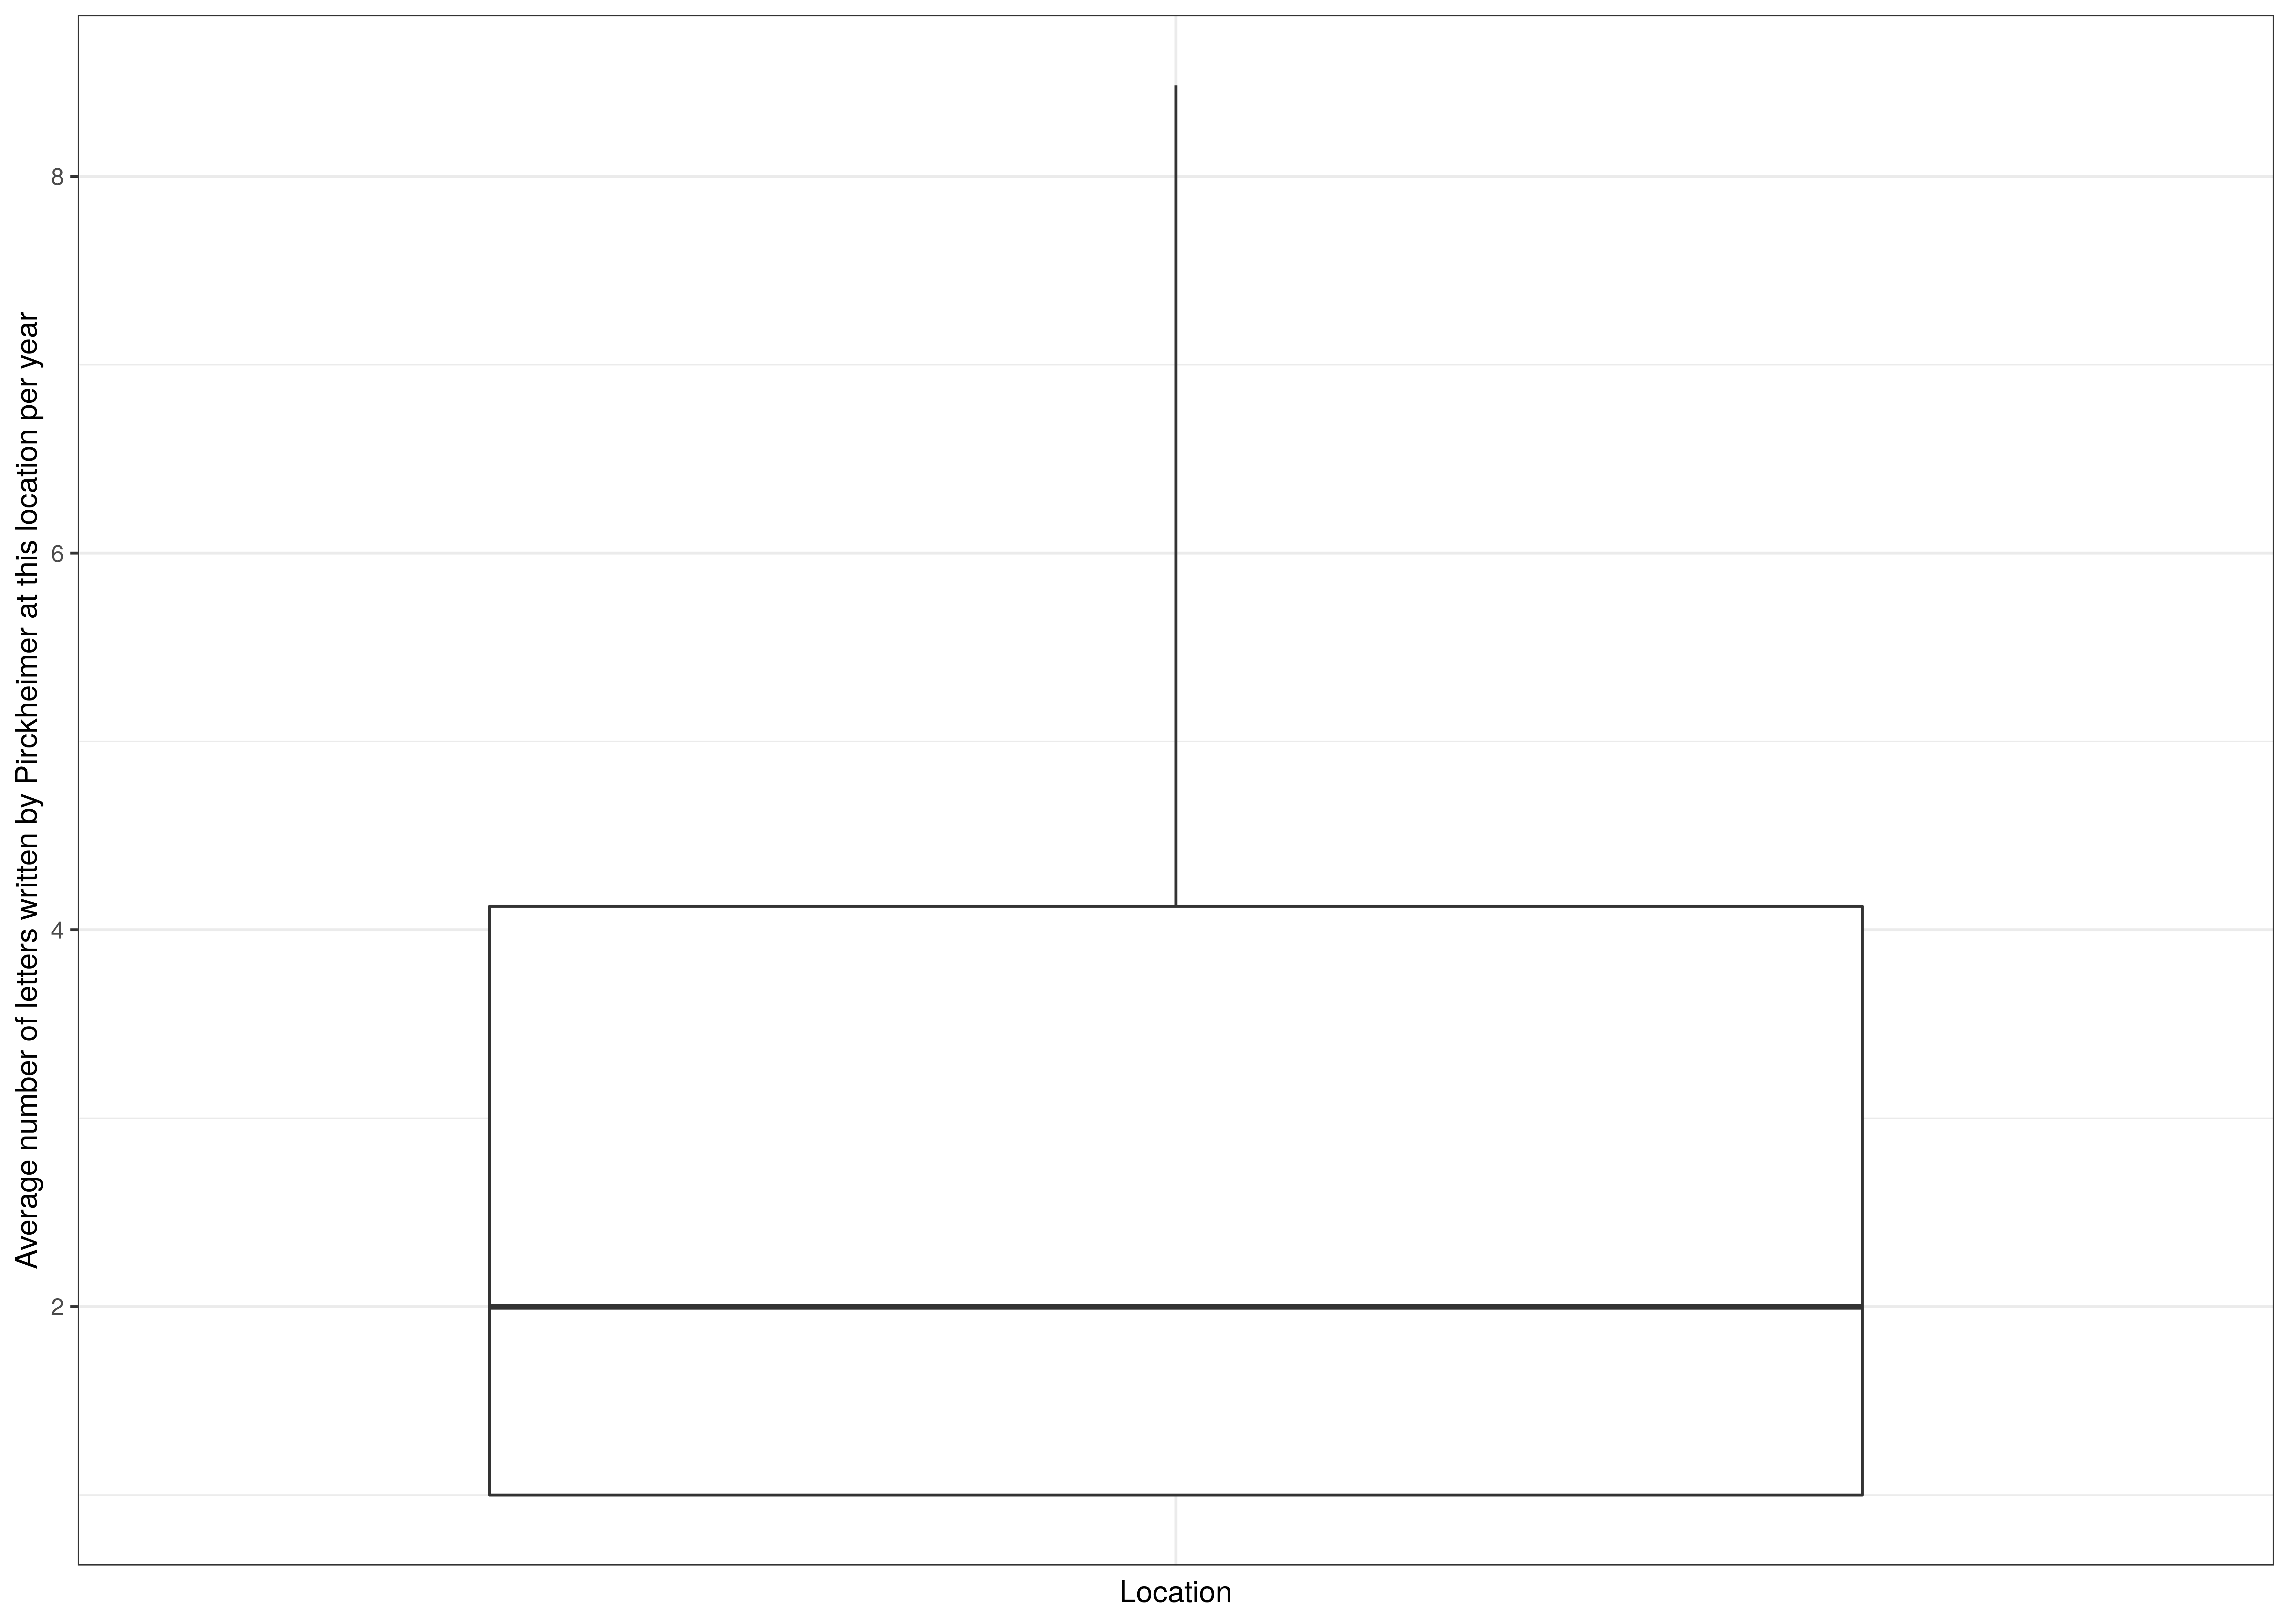 Average number of letters written by Pirckheimer at this location per year
8
6
4
2
Location